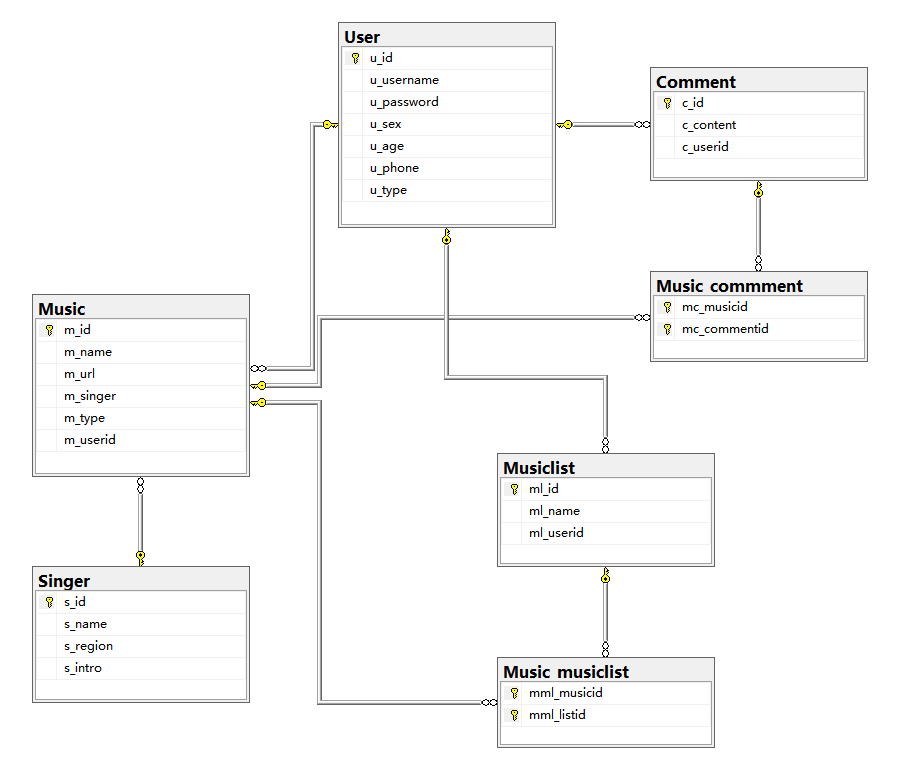 User
u_id
u_username
u_password
u_sex
u_age
u_phone
u_type
Comment
c_id
c_content
c_userid
Music commment
mc_musicid
mc_commentid
Music
m_id
m_name
m_url
m_singer
m_type
m_userid
Musiclist
ml_id
ml_name
ml_userid
Singer
s_id
s_name
s_region
s_intro
Music musiclist
mml_musicid
mml_listid